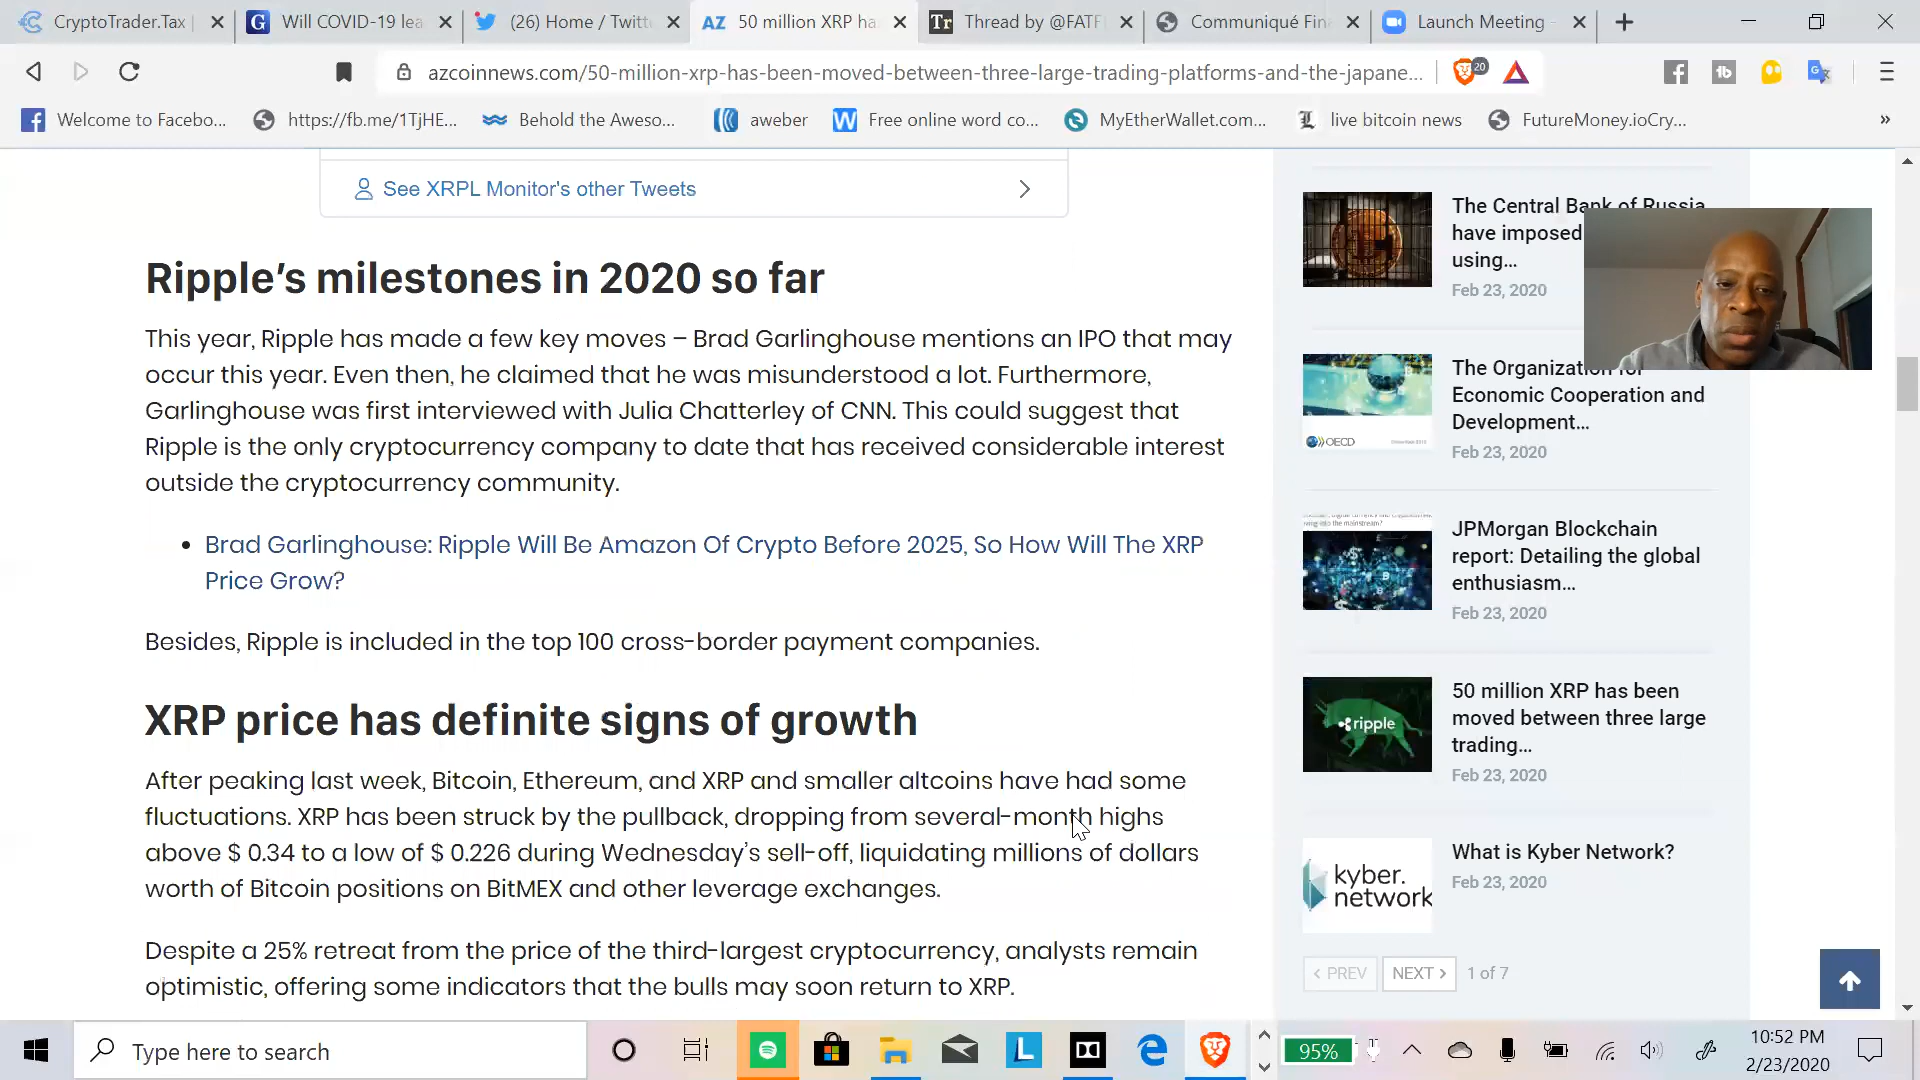 CryptoTrader.Tax
Will COVID-19 lea
(26) Home / Twitt
AZ 50 million XRP ha
Tr Thread by @FATF
Communiqué Fin
Launch Meeting -
azcoinnews.com/50-million-xrp-has-been-moved-between-three-large-trading-platforms-and-the-japane...
20
Welcome to Facebo...
https://fb.me/1TjHE...
Behold the Aweso...
aweber
Free online word co...
MyEtherWallet.com...
live bitcoin news
FutureMoney.ioCry...
»
See XRPL Monitor's other Tweets
Ripple’s milestones in 2020 so far
This year, Ripple has made a few key moves – Brad Garlinghouse mentions an IPO that may
occur this year. Even then, he claimed that he was misunderstood a lot. Furthermore,
Garlinghouse was first interviewed with Julia Chatterley of CNN. This could suggest that
Ripple is the only cryptocurrency company to date that has received considerable interest
outside the cryptocurrency community.
• Brad Garlinghouse: Ripple Will Be Amazon Of Crypto Before 2025, So How Will The XRP
Price Grow?
Besides, Ripple is included in the top 100 cross-border payment companies.
XRP price has definite signs of growth
After peaking last week, Bitcoin, Ethereum, and XRP and smaller altcoins have had some
fluctuations. XRP has been struck by the pullback, dropping from several-month highs
above $ 0.34 to a low of $ 0.226 during Wednesday’s sell-off, liquidating millions of dollars
worth of Bitcoin positions on BitMEX and other leverage exchanges.
Despite a 25% retreat from the price of the third-largest cryptocurrency, analysts remain
optimistic, offering some indicators that the bulls may soon return to XRP.
The Central Bank of Russia
have imposed
using...
Feb 23, 2020
OECD
The Organization for
Economic Cooperation and
Development...
Feb 23, 2020
JPMorgan Blockchain
report: Detailing the global
enthusiasm...
Feb 23, 2020
ripple
50 million XRP has been
moved between three large
trading...
Feb 23, 2020
kyber.
network
What is Kyber Network?
Feb 23, 2020
< PREV
NEXT >
1 of 7
Type here to search
95%
10:52 PM
2/23/2020